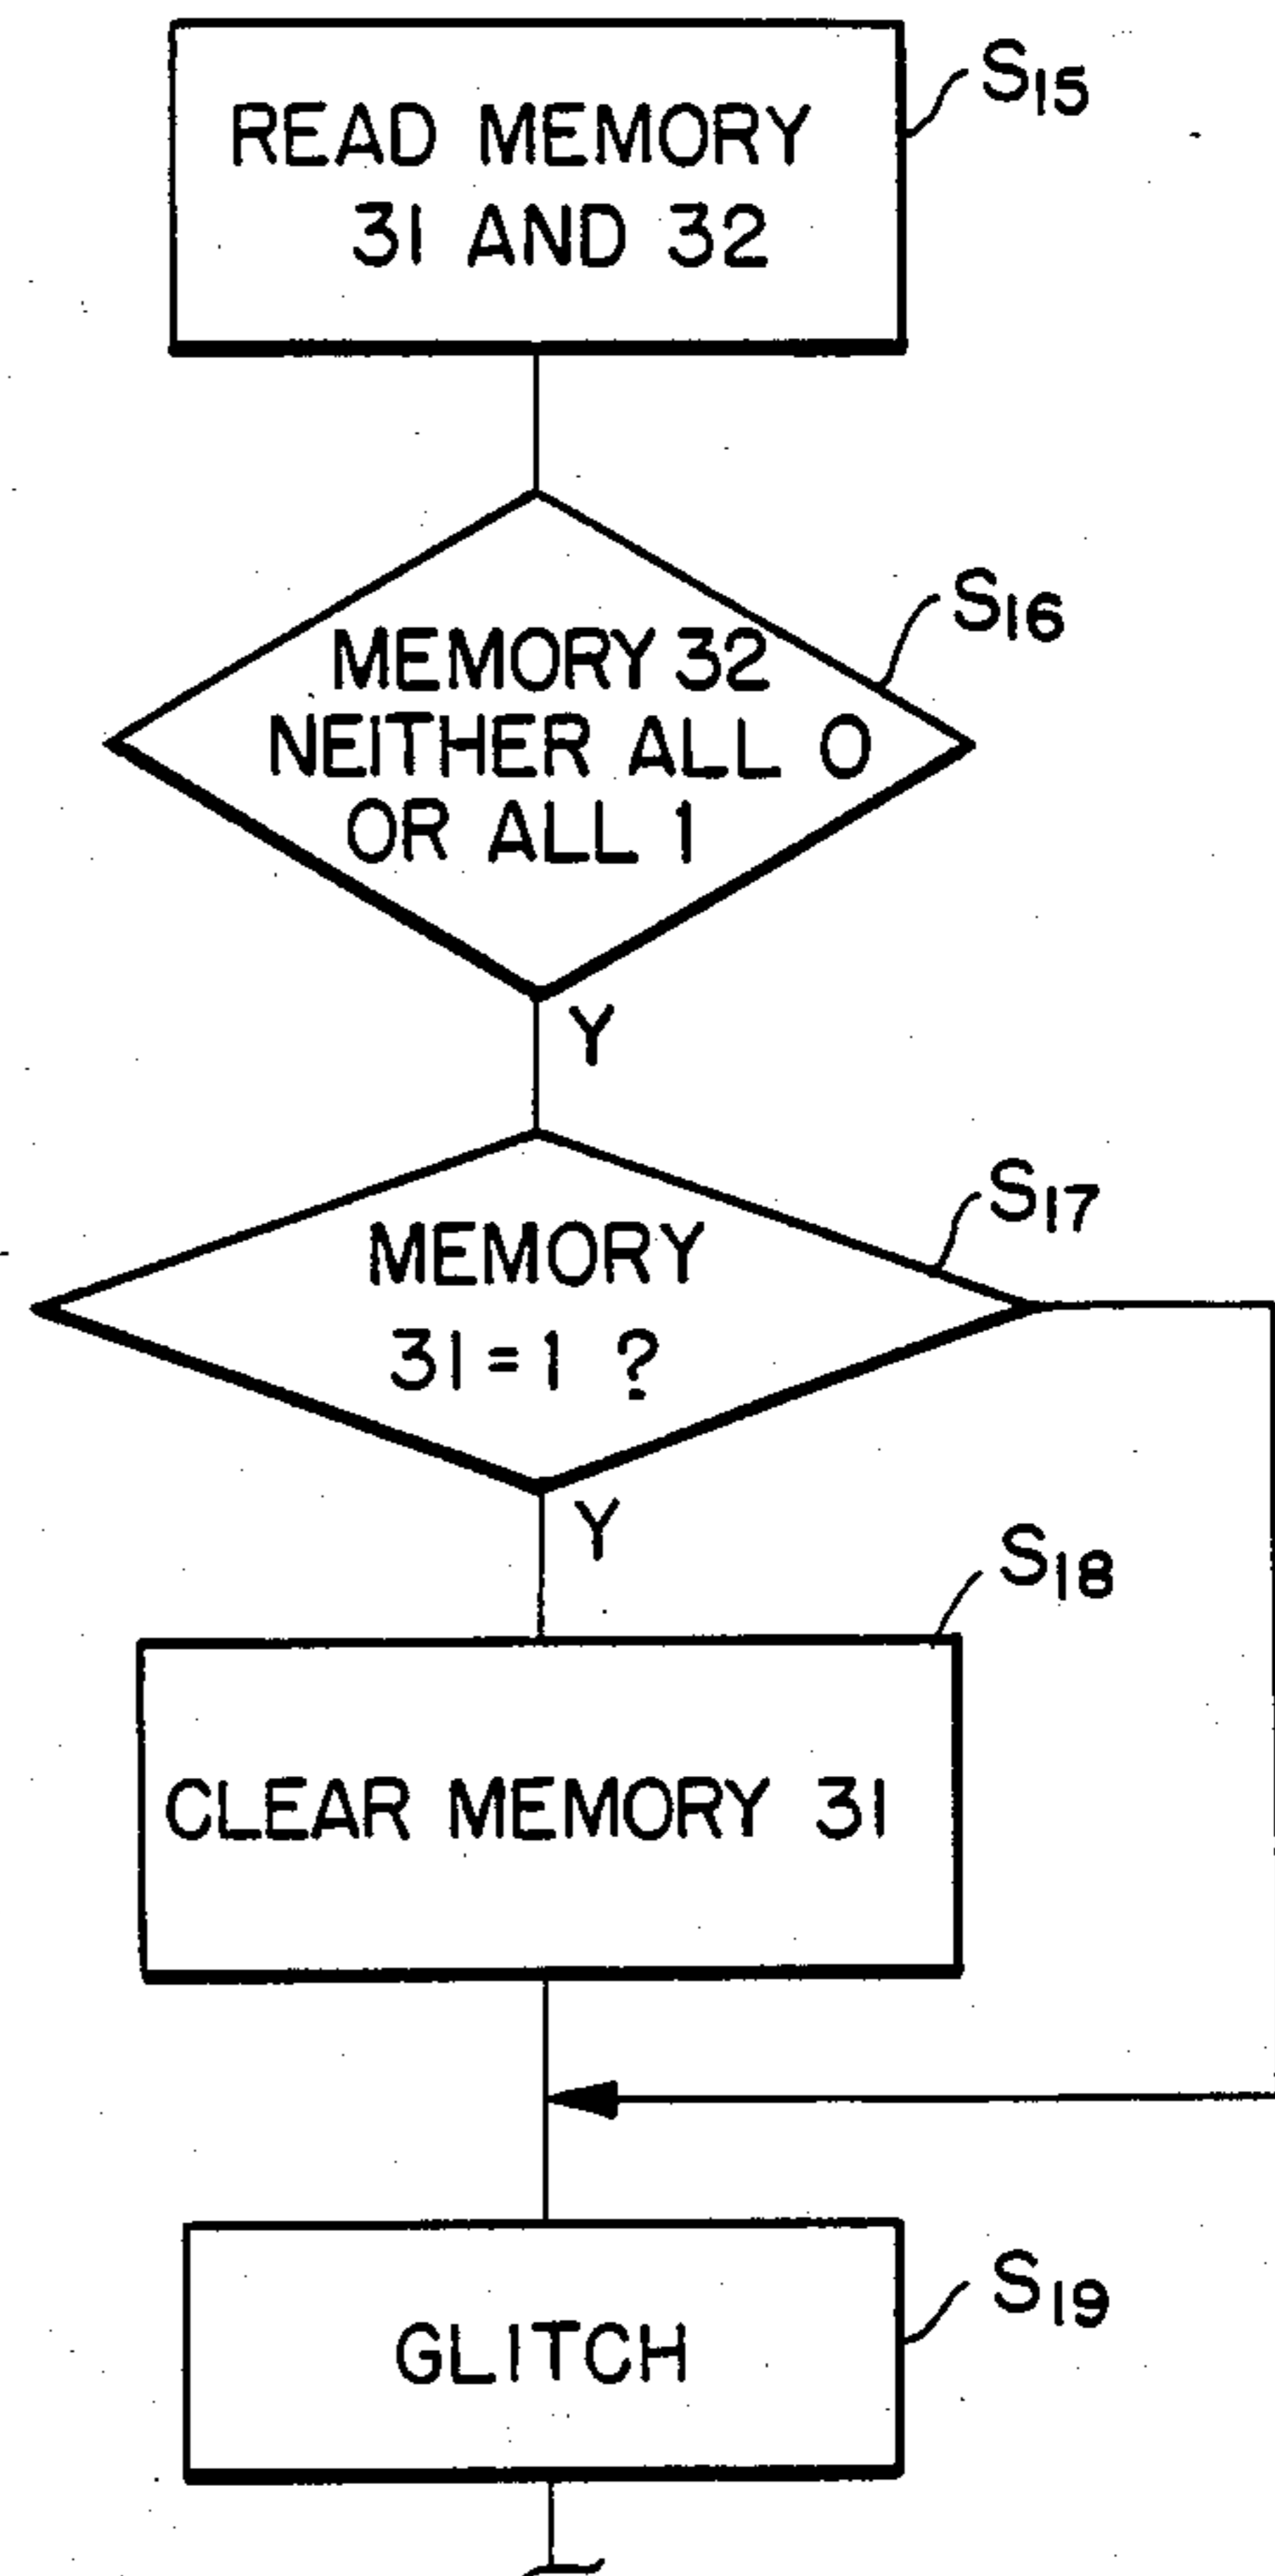 READ MEMORY
31 AND 32
S15
MEMORY 32
NEITHER ALL 0
OR ALL 1
S16
Y
MEMORY
31 = 1 ?
S17
Y
CLEAR MEMORY 31
S18
GLITCH
S19